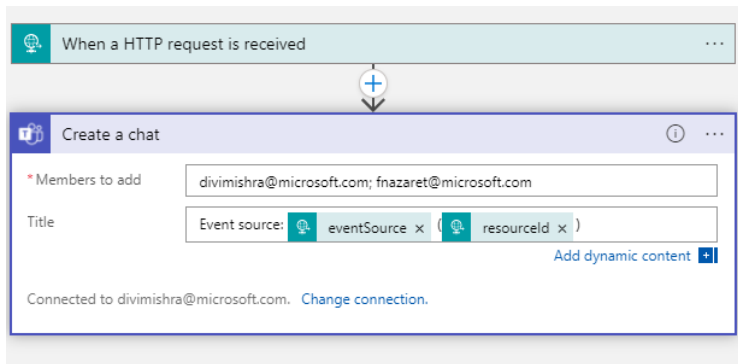 When a HTTP request is received ...
Create a chat ...
* Members to add divimishra@microsoft.com; fnazaret@microsoft.com
Title Event source: eventSource × ( resourceId × )
Add dynamic content
Connected to divimishra@microsoft.com. Change connection.